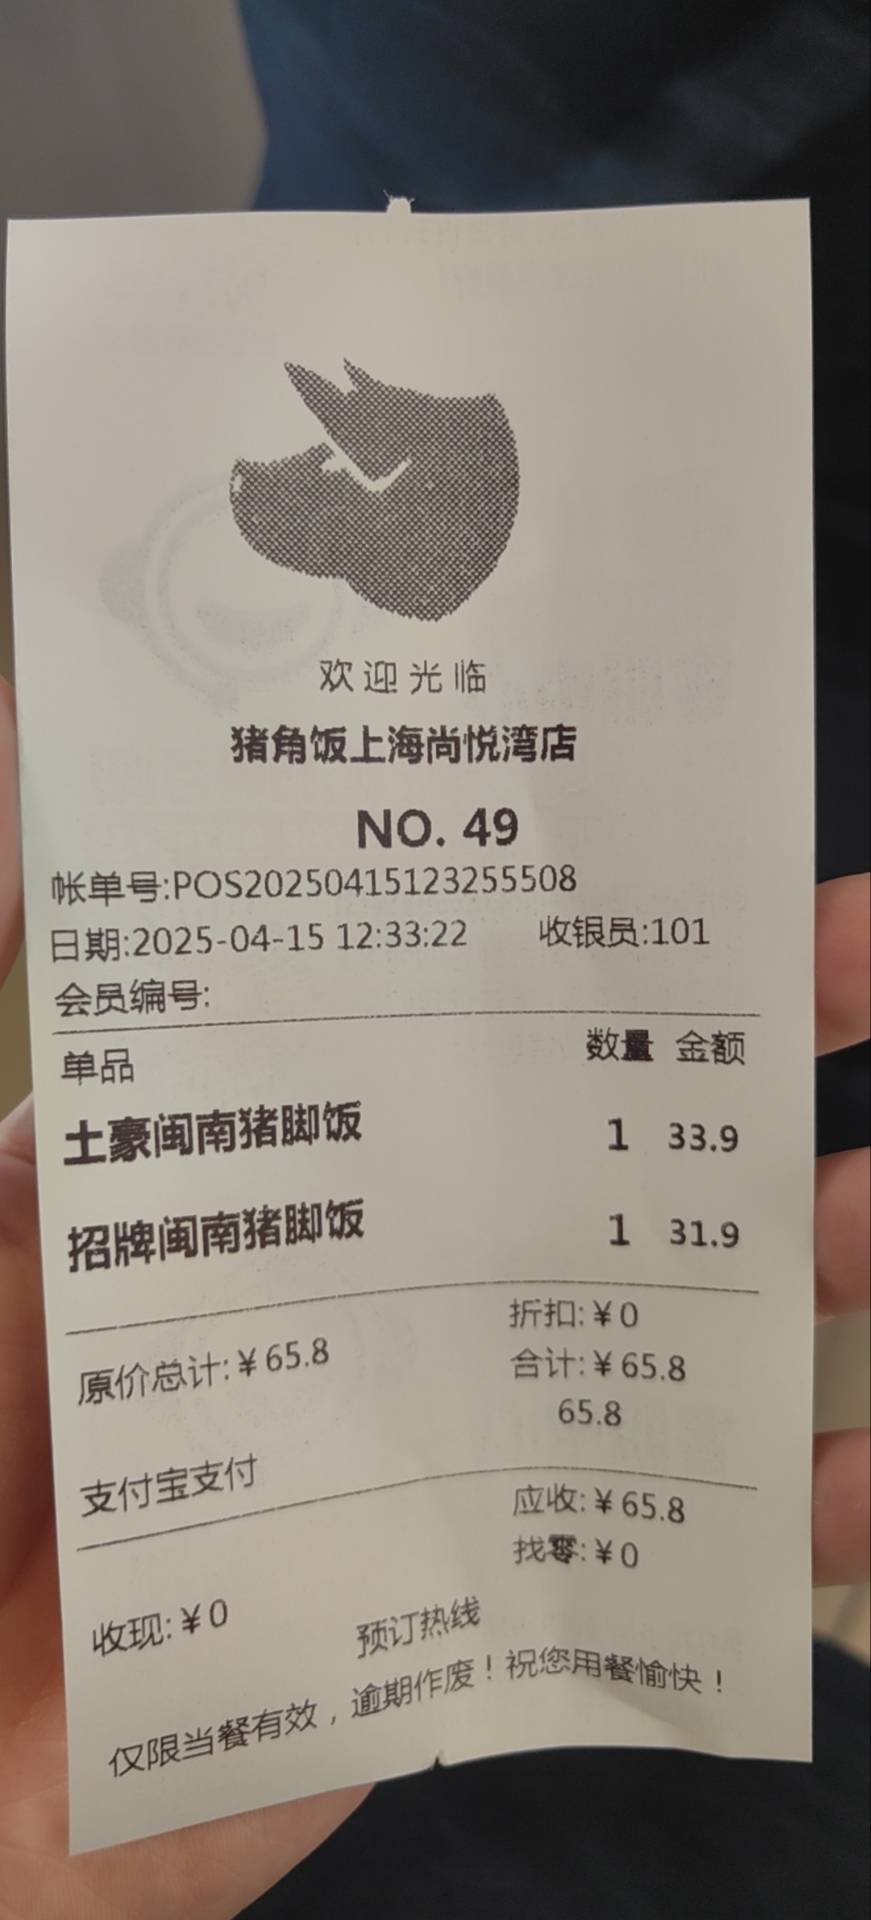 欢迎光临
猪角饭上海尚悦湾店
NO. 49
帐单号:POS20250415123255508
日期:2025-04-15 12:33:22 收银员:101
会员编号:
单品 数量 金额
土豪闽南猪脚饭 1 33.9
招牌闽南猪脚饭 1 31.9
折扣:¥0
原价总计:¥65.8 合计:¥65.8
65.8
支付宝支付
应收:¥65.8
找零:¥0
收现:¥0
预订热线
仅限当餐有效，逾期作废！祝您用餐愉快！